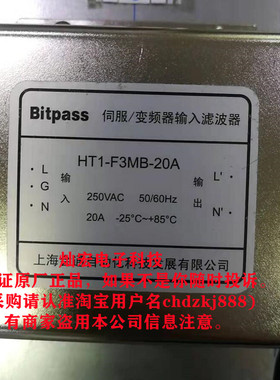 Bitpass 伺服/变频器输入滤波器
HT1-F3MB-20A
L 输入 输出 L'
G 250VAC 50/60Hz
N 20A -25°C~+85°C N'
证原厂正品，如果你随时投诉
上海 自动化科技发展有限公司
采购请认准淘宝用户名chdzkj888)
有商家盗用本公司信息注意。